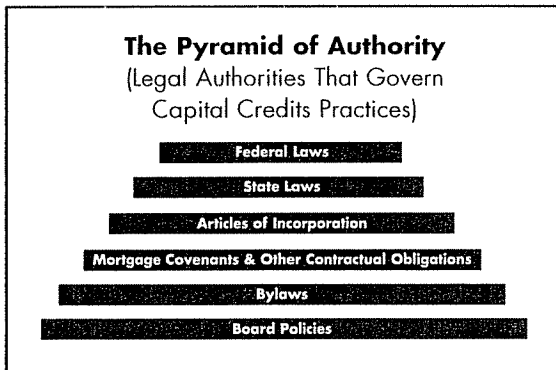 The Pyramid of Authority
(Legal Authorities That Govern
Capital Credits Practices)
Federal Laws
State Laws
Articles of Incorporation
Mortgage Covenants & Other Contractual Obligations
Bylaws
Board Policies